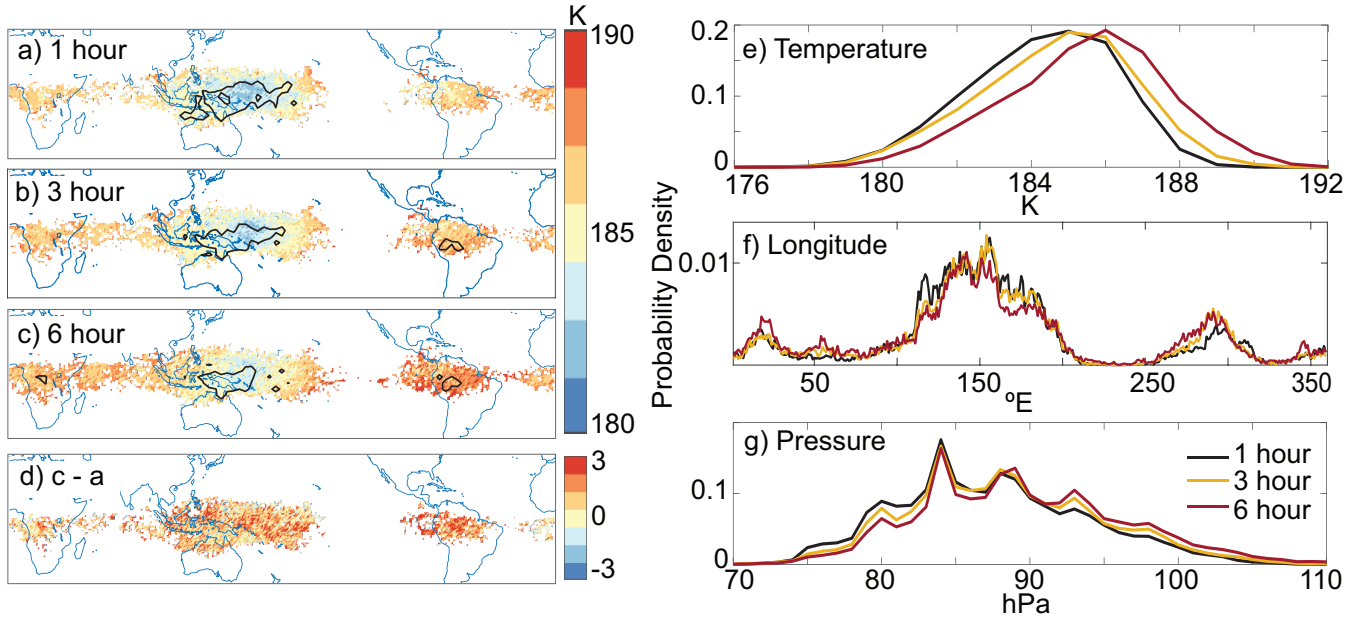 K
a) 1 hour
190
b) 3 hour
185
c) 6 hour
180
d) c - a
3
0
-3
Probability Density
e) Temperature
0.2
0.1
0
176 180 184 188 192
K
f) Longitude
0.01
50 150 250 350
ºE
g) Pressure
0.1
0
1 hour
3 hour
6 hour
70 80 90 100 110
hPa